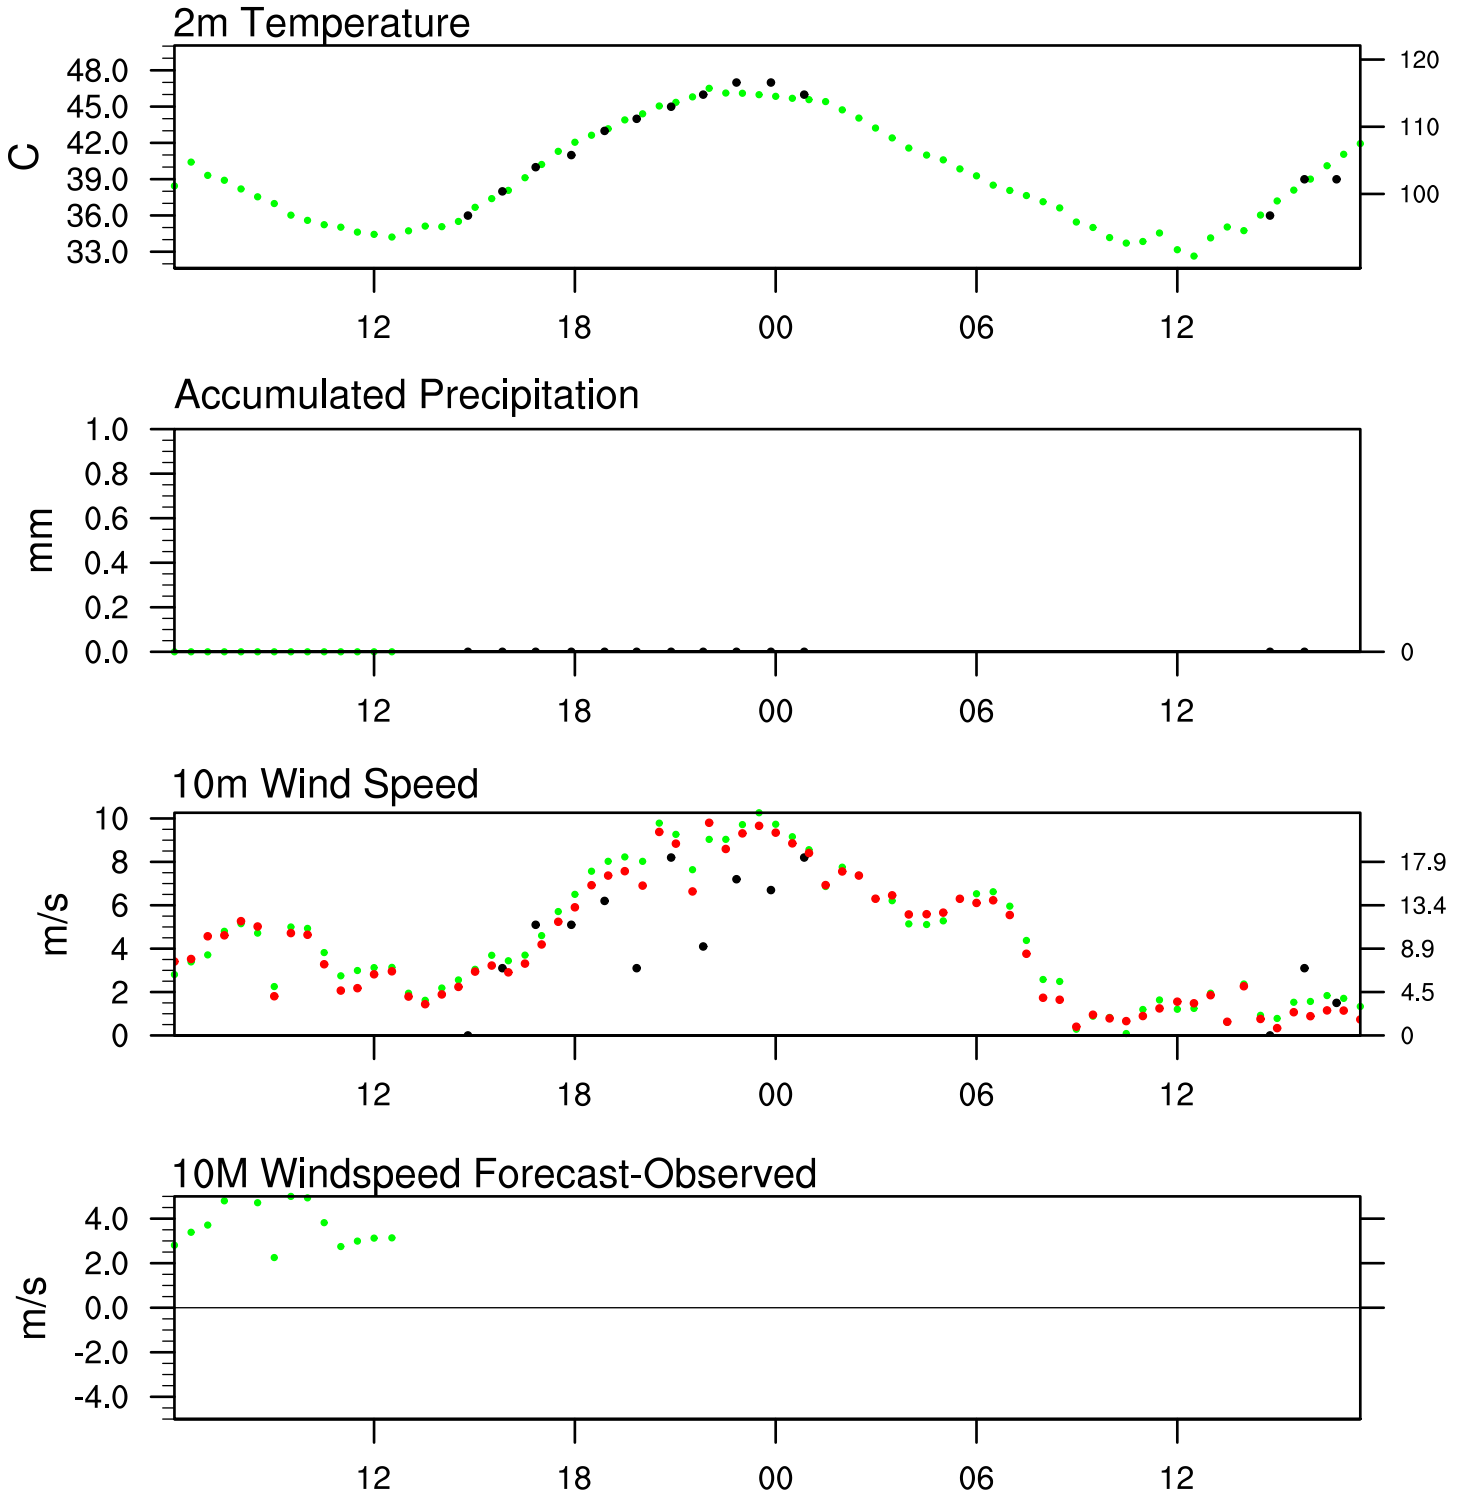 2m Temperature
48.0
45.0
42.0
39.0
36.0
33.0
C
120
110
100
12 18 00 06 12
Accumulated Precipitation
1.0
0.8
0.6
0.4
0.2
0.0
mm
0
12 18 00 06 12
10m Wind Speed
10
8
6
4
2
0
m/s
17.9
13.4
8.9
4.5
0
12 18 00 06 12
10M Windspeed Forecast-Observed
4.0
2.0
0.0
-2.0
-4.0
m/s
12 18 00 06 12